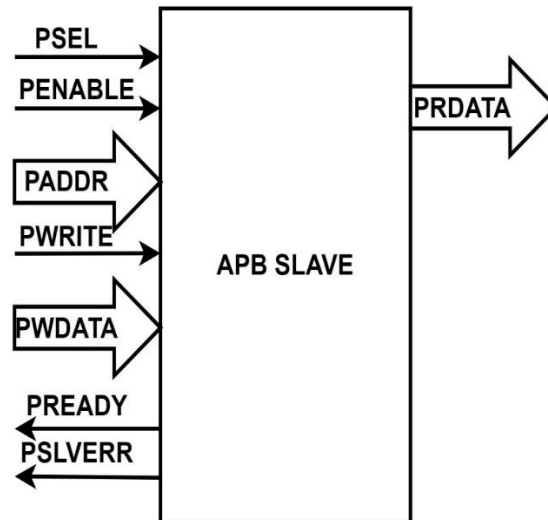 PSEL
PENABLE
PADDR
PWRITE
PWDATA
PREADY
PSLVERR
APB SLAVE
PRDATA